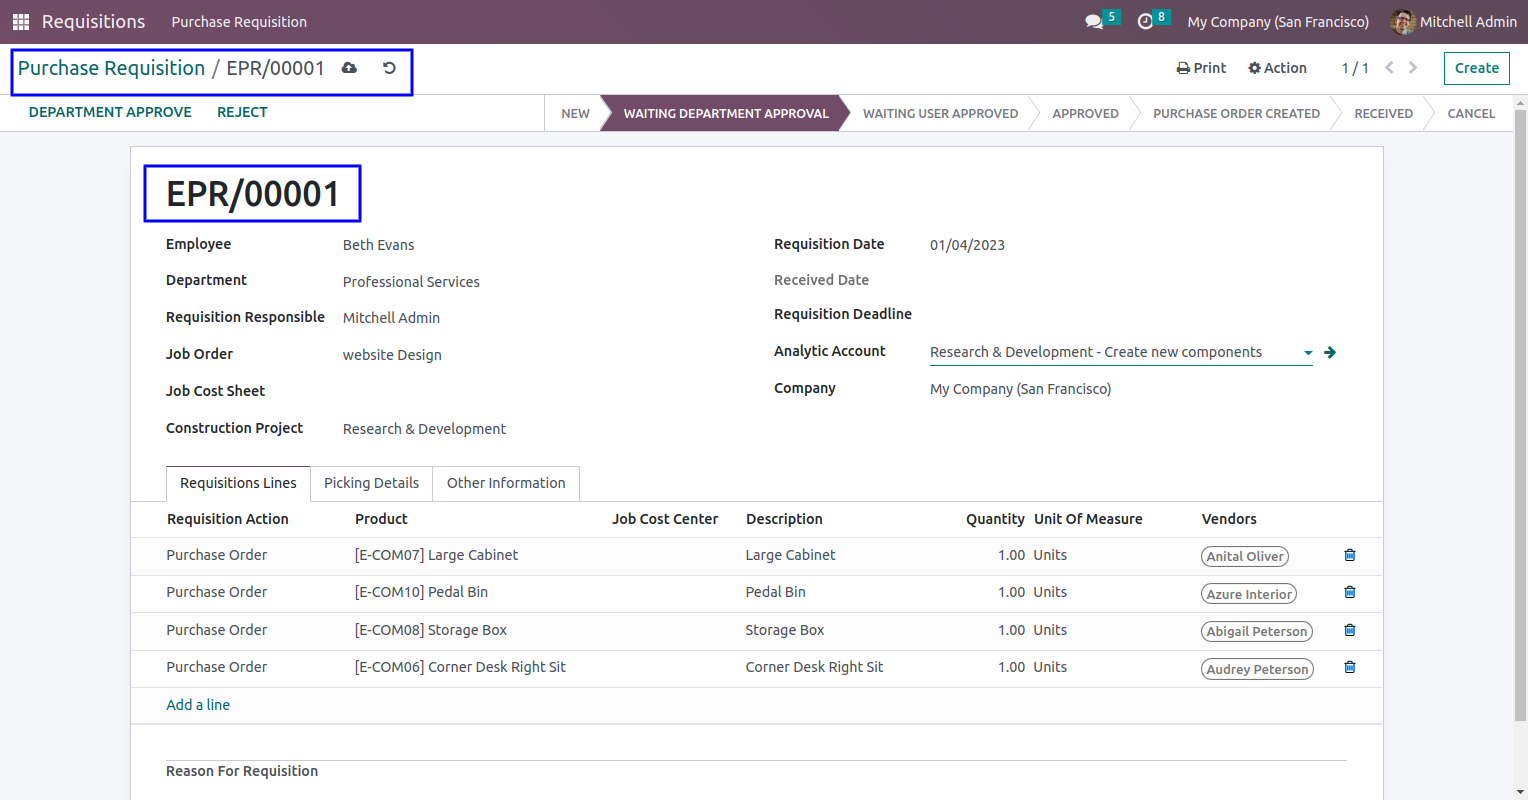 Requisitions Purchase Requisition 5 8 My Company (San Francisco) Mitchell Admin
Purchase Requisition / EPR/00001 Print Action 1 / 1 Create
DEPARTMENT APPROVE REJECT NEW WAITING DEPARTMENT APPROVAL WAITING USER APPROVED APPROVED PURCHASE ORDER CREATED RECEIVED CANCEL
EPR/00001
Employee Beth Evans Requisition Date 01/04/2023
Department Professional Services Received Date
Requisition Responsible Mitchell Admin Requisition Deadline
Job Order website Design Analytic Account Research & Development - Create new components
Job Cost Sheet Company My Company (San Francisco)
Construction Project Research & Development
Requisitions Lines Picking Details Other Information
Requisition Action Product Job Cost Center Description Quantity Unit Of Measure Vendors
Purchase Order [E-COM07] Large Cabinet Large Cabinet 1.00 Units Anital Oliver
Purchase Order [E-COM10] Pedal Bin Pedal Bin 1.00 Units Azure Interior
Purchase Order [E-COM08] Storage Box Storage Box 1.00 Units Abigail Peterson
Purchase Order [E-COM06] Corner Desk Right Sit Corner Desk Right Sit 1.00 Units Audrey Peterson
Add a line
Reason For Requisition